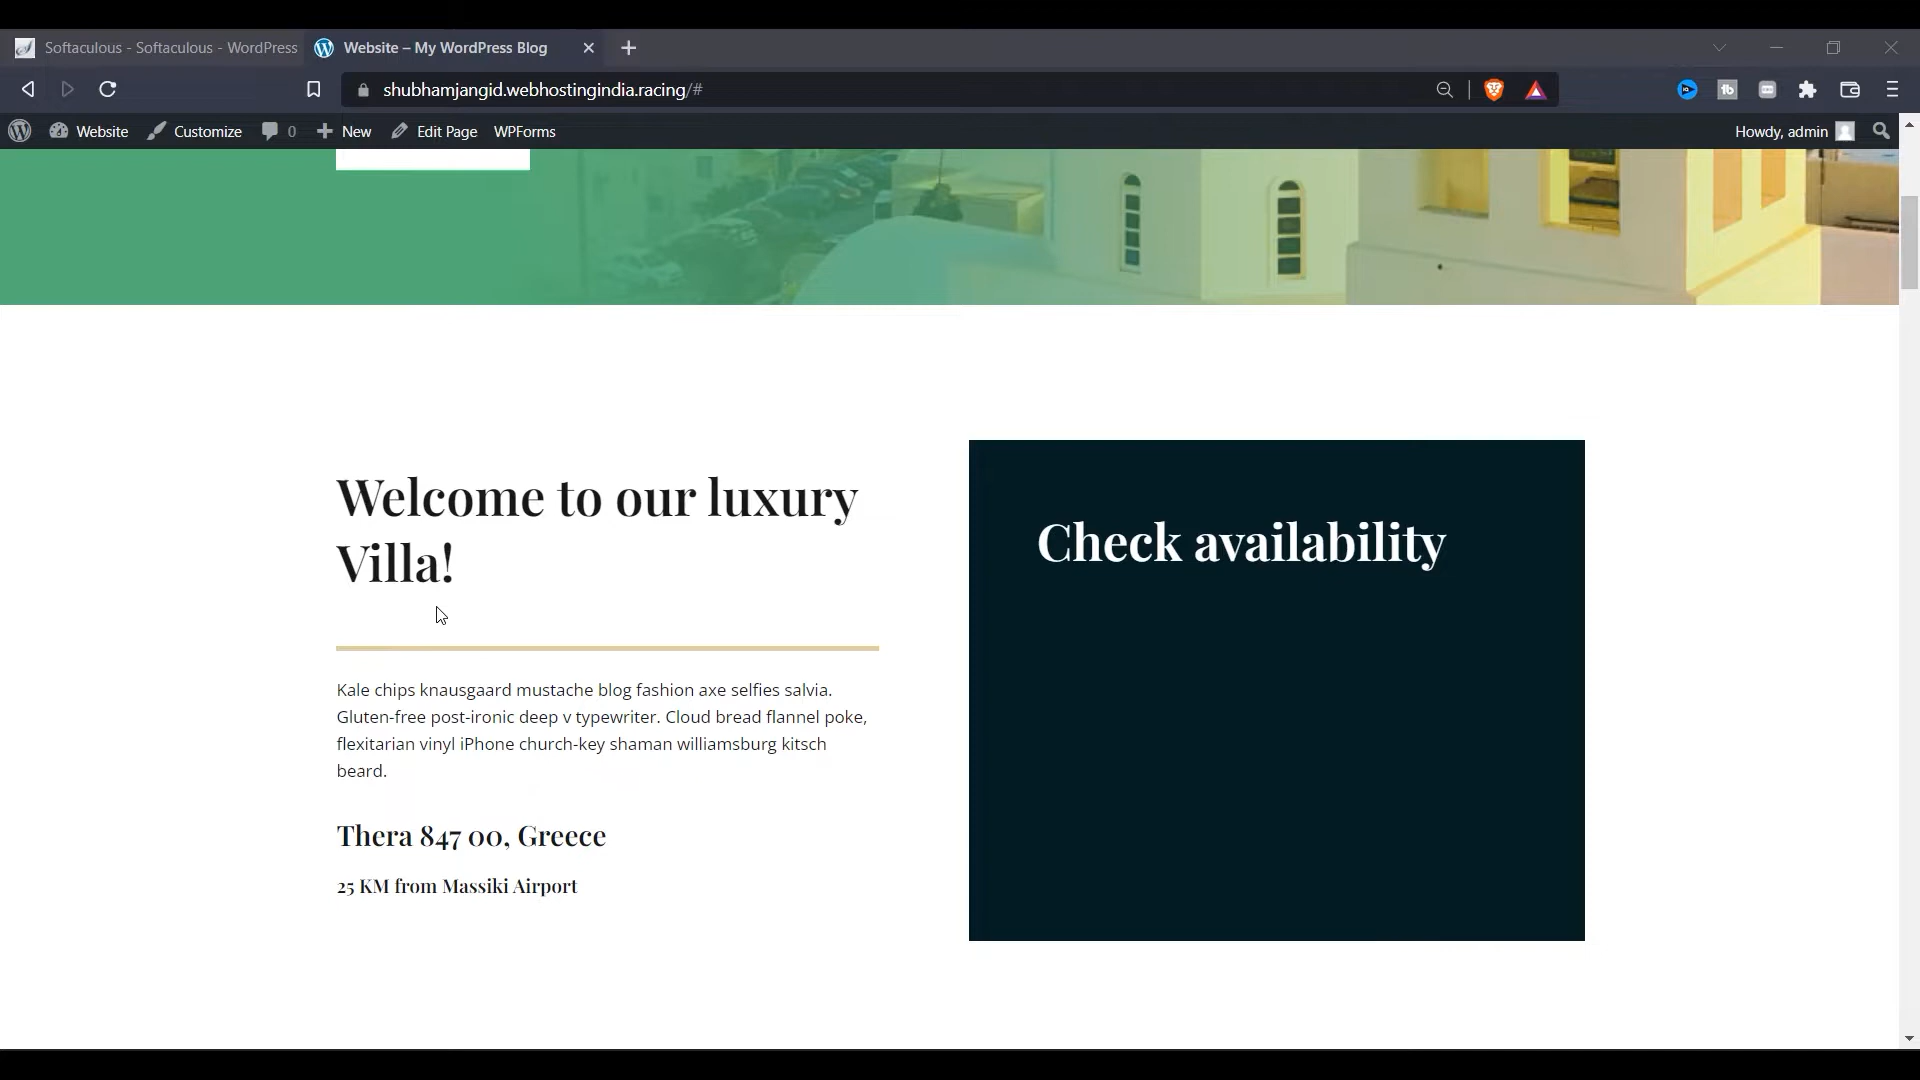 Softaculous - Softaculous - WordPress
Website – My WordPress Blog
shubhamjangid.webhostingindia.racing/#
Website
Customize
0
New
Edit Page
WPForms
Howdy, admin
Welcome to our luxury
Villa!
Check availability
Kale chips knausgaard mustache blog fashion axe selfies salvia.
Gluten-free post-ironic deep v typewriter. Cloud bread flannel poke,
flexitarian vinyl iPhone church-key shaman williamsburg kitsch
beard.
Thera 847 00, Greece
25 KM from Massiki Airport